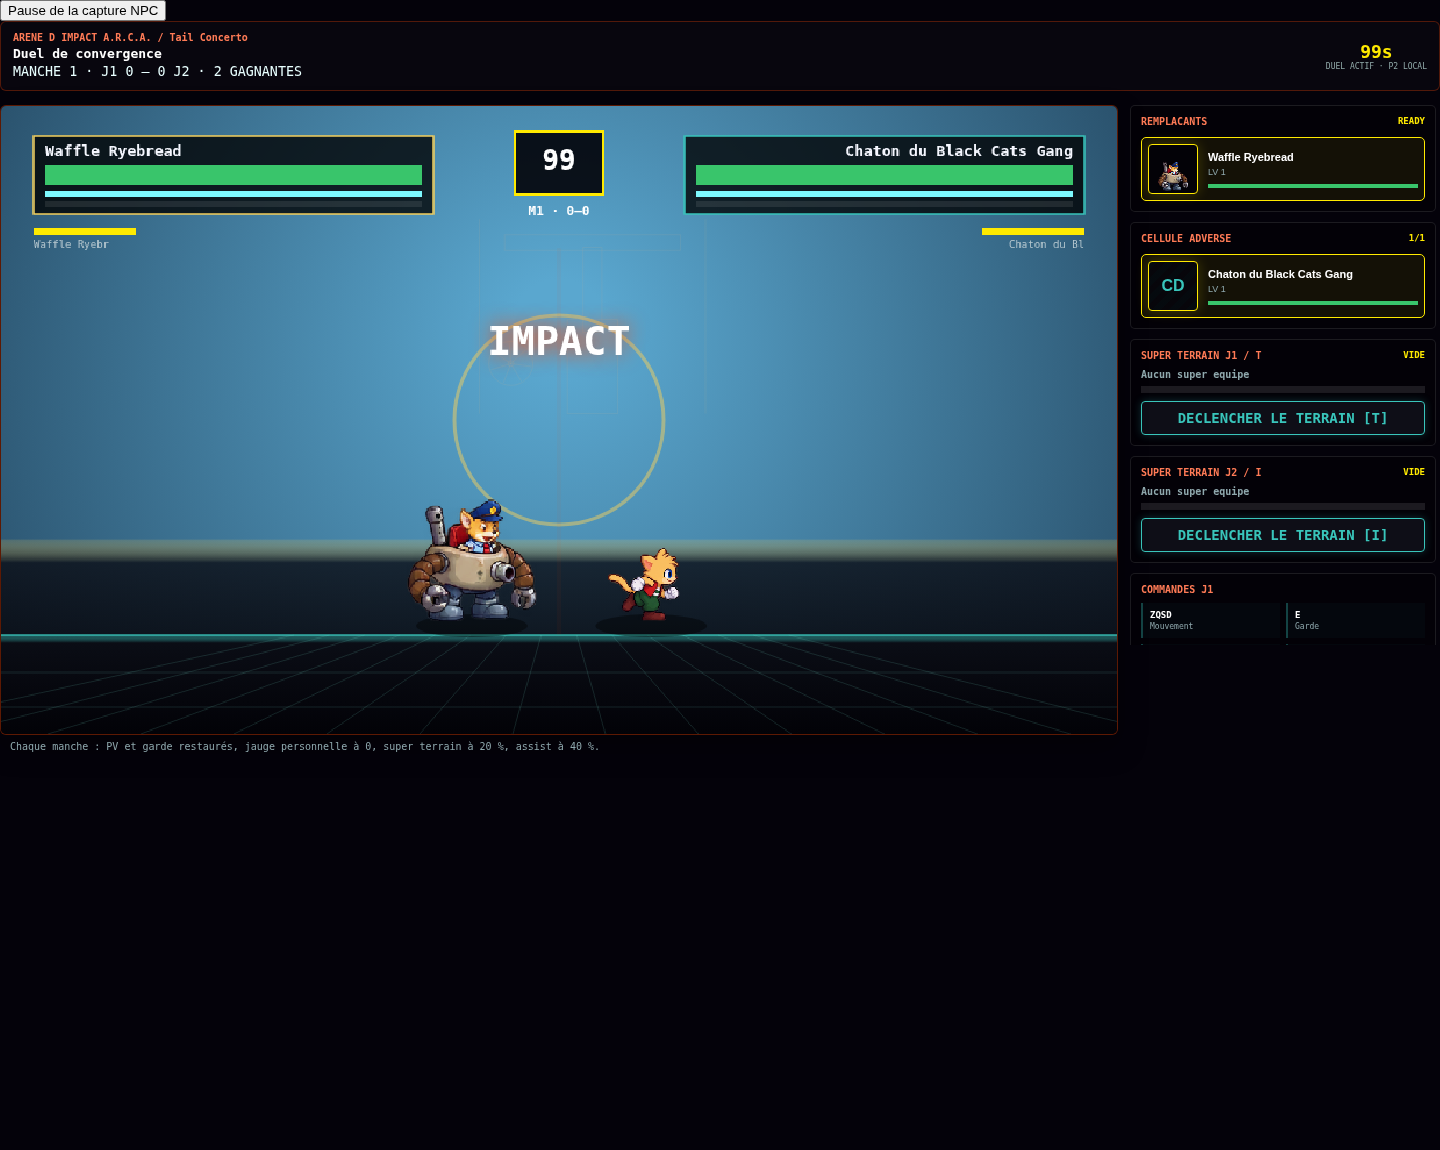 Pause de la capture NPC
ARENE D IMPACT A.R.C.A. / Tail Concerto
Duel de convergence
MANCHE 1 · J1 0 — 0 J2 · 2 GAGNANTES
99s
DUEL ACTIF · P2 LOCAL
Waffle Ryebread
99
Chaton du Black Cats Gang
M1 · 0—0
Waffle Ryebr
Chaton du Bl
IMPACT
REMPLACANTS
READY
Waffle Ryebread
LV 1
CELLULE ADVERSE
1/1
CD
Chaton du Black Cats Gang
LV 1
SUPER TERRAIN J1 / T
VIDE
Aucun super equipe
DECLENCHER LE TERRAIN [T]
SUPER TERRAIN J2 / I
VIDE
Aucun super equipe
DECLENCHER LE TERRAIN [I]
COMMANDES J1
ZQSD
Mouvement
E
Garde
Chaque manche : PV et garde restaurés, jauge personnelle à 0, super terrain à 20 %, assist à 40 %.